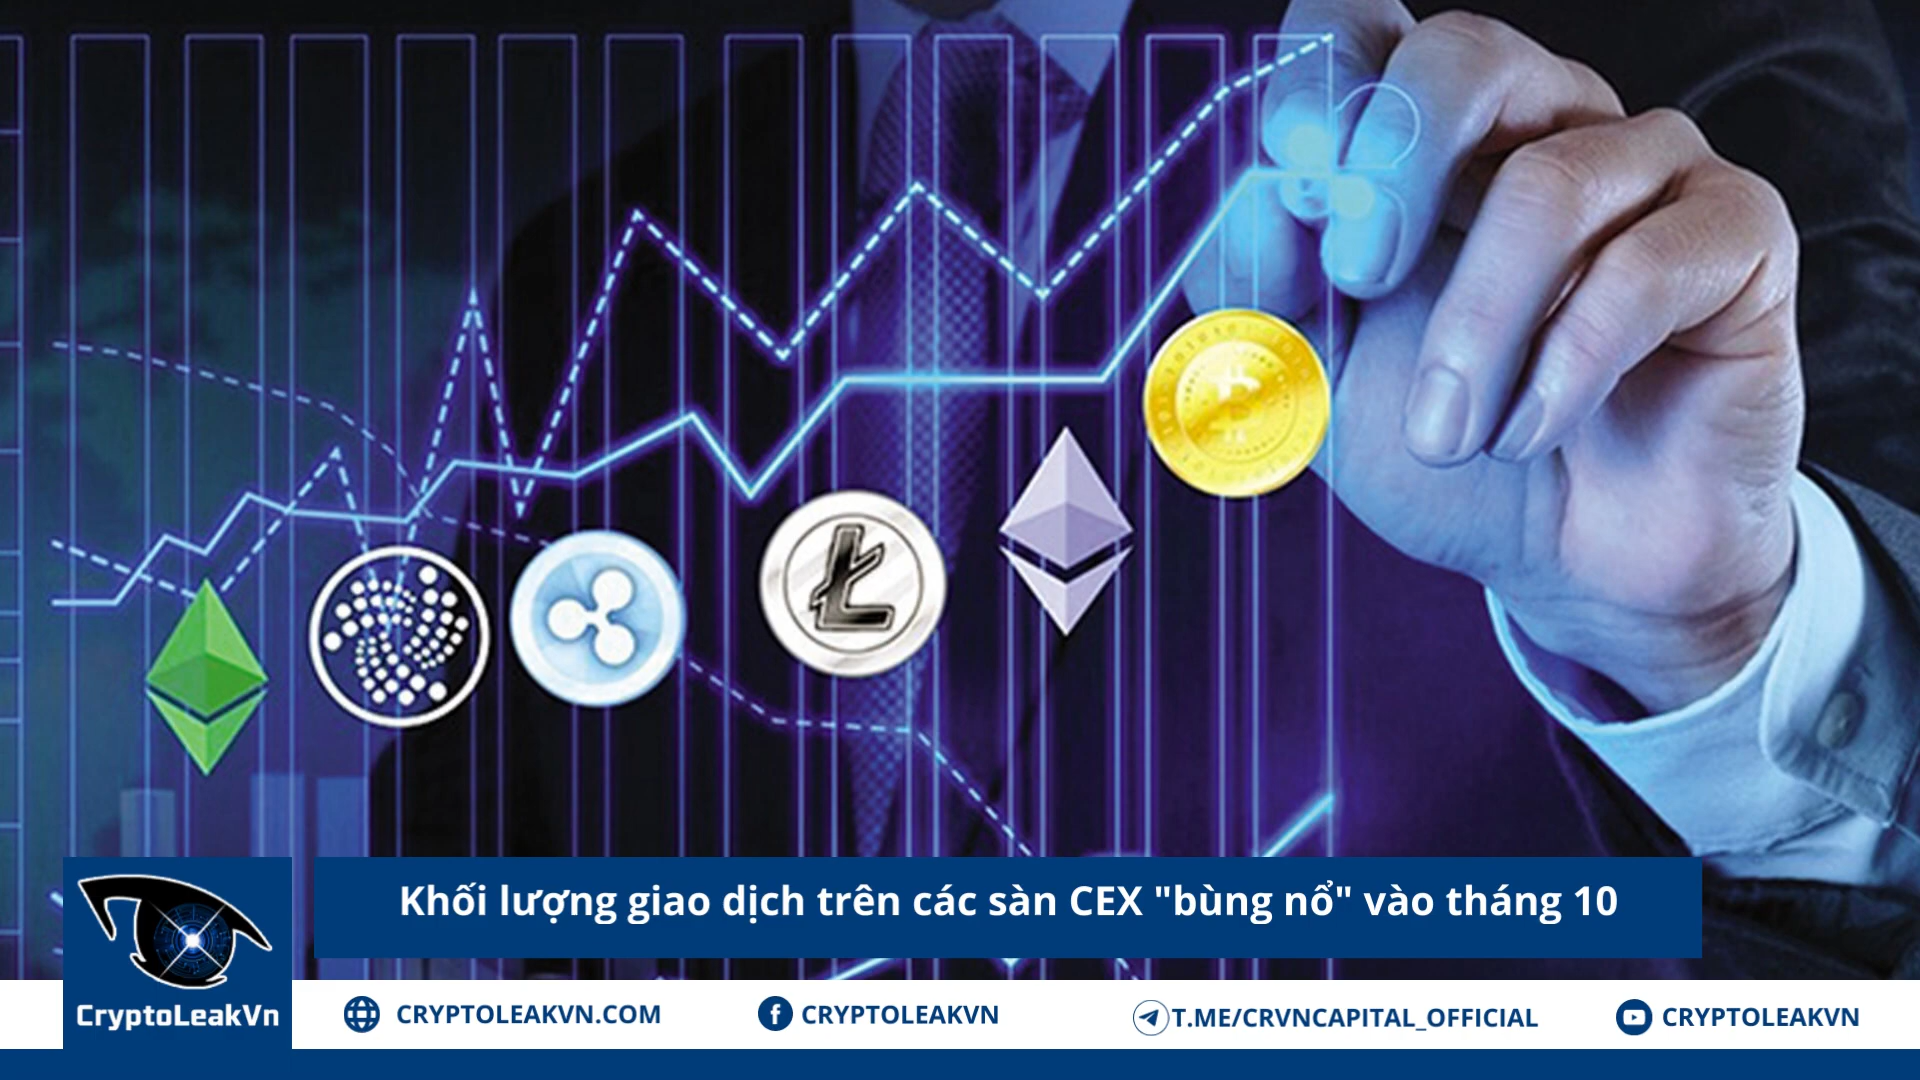 Khối lượng giao dịch trên các sàn CEX "bùng nổ" vào tháng 10
CryptoLeakVn
CRYPTOLEAKVN.COM
CRYPTOLEAKVN
T.ME/CRVNCAPITAL_OFFICIAL
CRYPTOLEAKVN